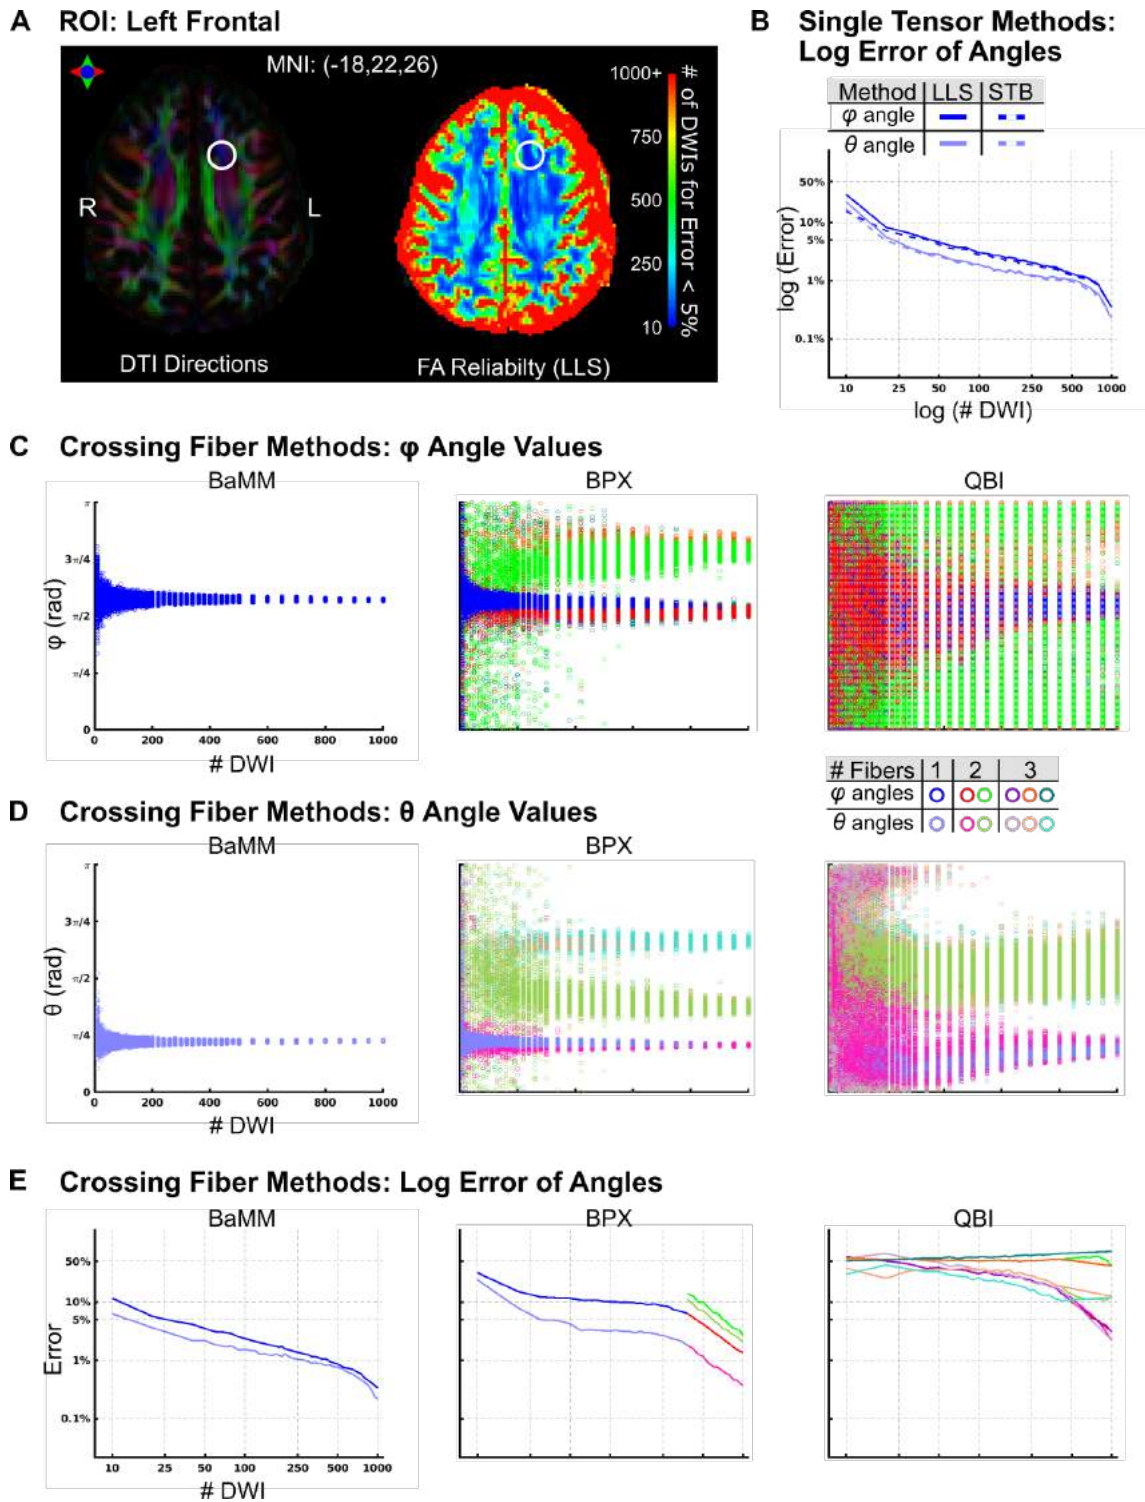 A ROI: Left Frontal
MNI: (-18,22,26)
R
L
DTI Directions
FA Reliabilty (LLS)
1000+
750
500
250
10
# of DWIs for Error < 5%
B Single Tensor Methods:
Log Error of Angles
Method LLS STB
φ angle
θ angle
log (Error)
50%
10%
5%
1%
0.1%
10 25 50 100 250 500 1000
log (# DWI)
C Crossing Fiber Methods: φ Angle Values
BaMM BPX QBI
φ (rad)
π
3π/4
π/2
π/4
0
0 200 400 600 800 1000
# DWI
# Fibers 1 2 3
φ angles
θ angles
D Crossing Fiber Methods: θ Angle Values
BaMM BPX
θ (rad)
π
3π/4
π/2
π/4
0
0 200 400 600 800 1000
# DWI
E Crossing Fiber Methods: Log Error of Angles
BaMM BPX QBI
Error
50%
10%
5%
1%
0.1%
10 25 50 100 250 500 1000
# DWI